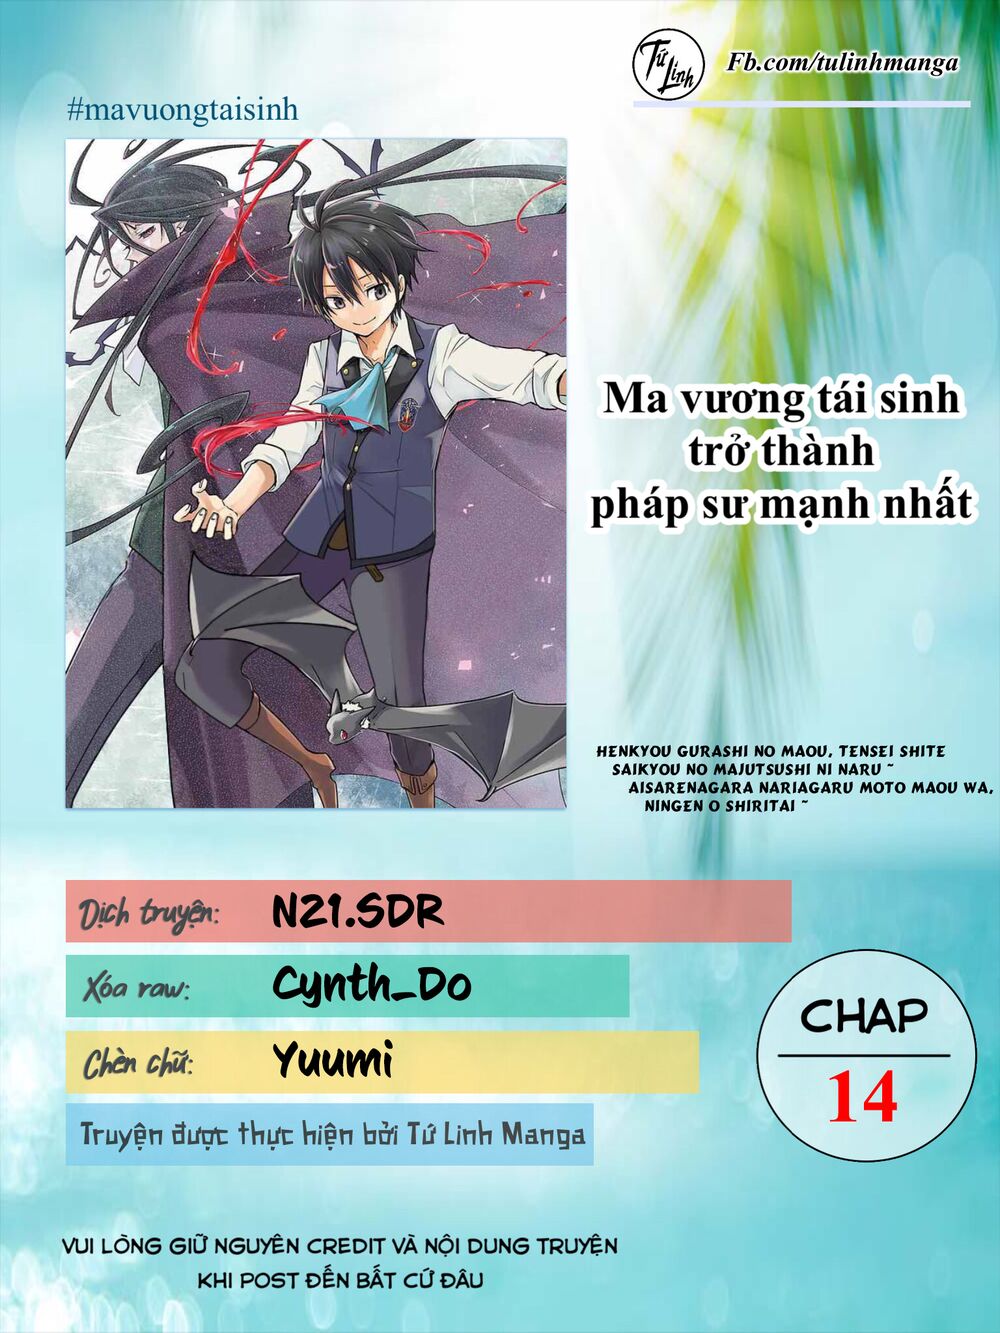 Tứ Linh
Fb.com/tulinhmanga
#mavuongtaisinh
Ma vương tái sinh
trở thành
pháp sư mạnh nhất
HENKYOU GURASHI NO MAOU, TENSEI SHITE
SAIKYOU NO MAJUTSUSHI NI NARU ~
AISARENAGARA NARIAGARU MOTO MAOU WA,
NINGEN O SHIRITAI ~
Dịch truyện: N21.SDR
Xóa raw: Cynth_Do
Chèn chữ: Yuumi
Truyện được thực hiện bởi Tứ Linh Manga
CHAP
14
VUI LÒNG GIỮ NGUYÊN CREDIT VÀ NỘI DUNG TRUYỆN
KHI POST ĐẾN BẤT CỨ ĐÂU